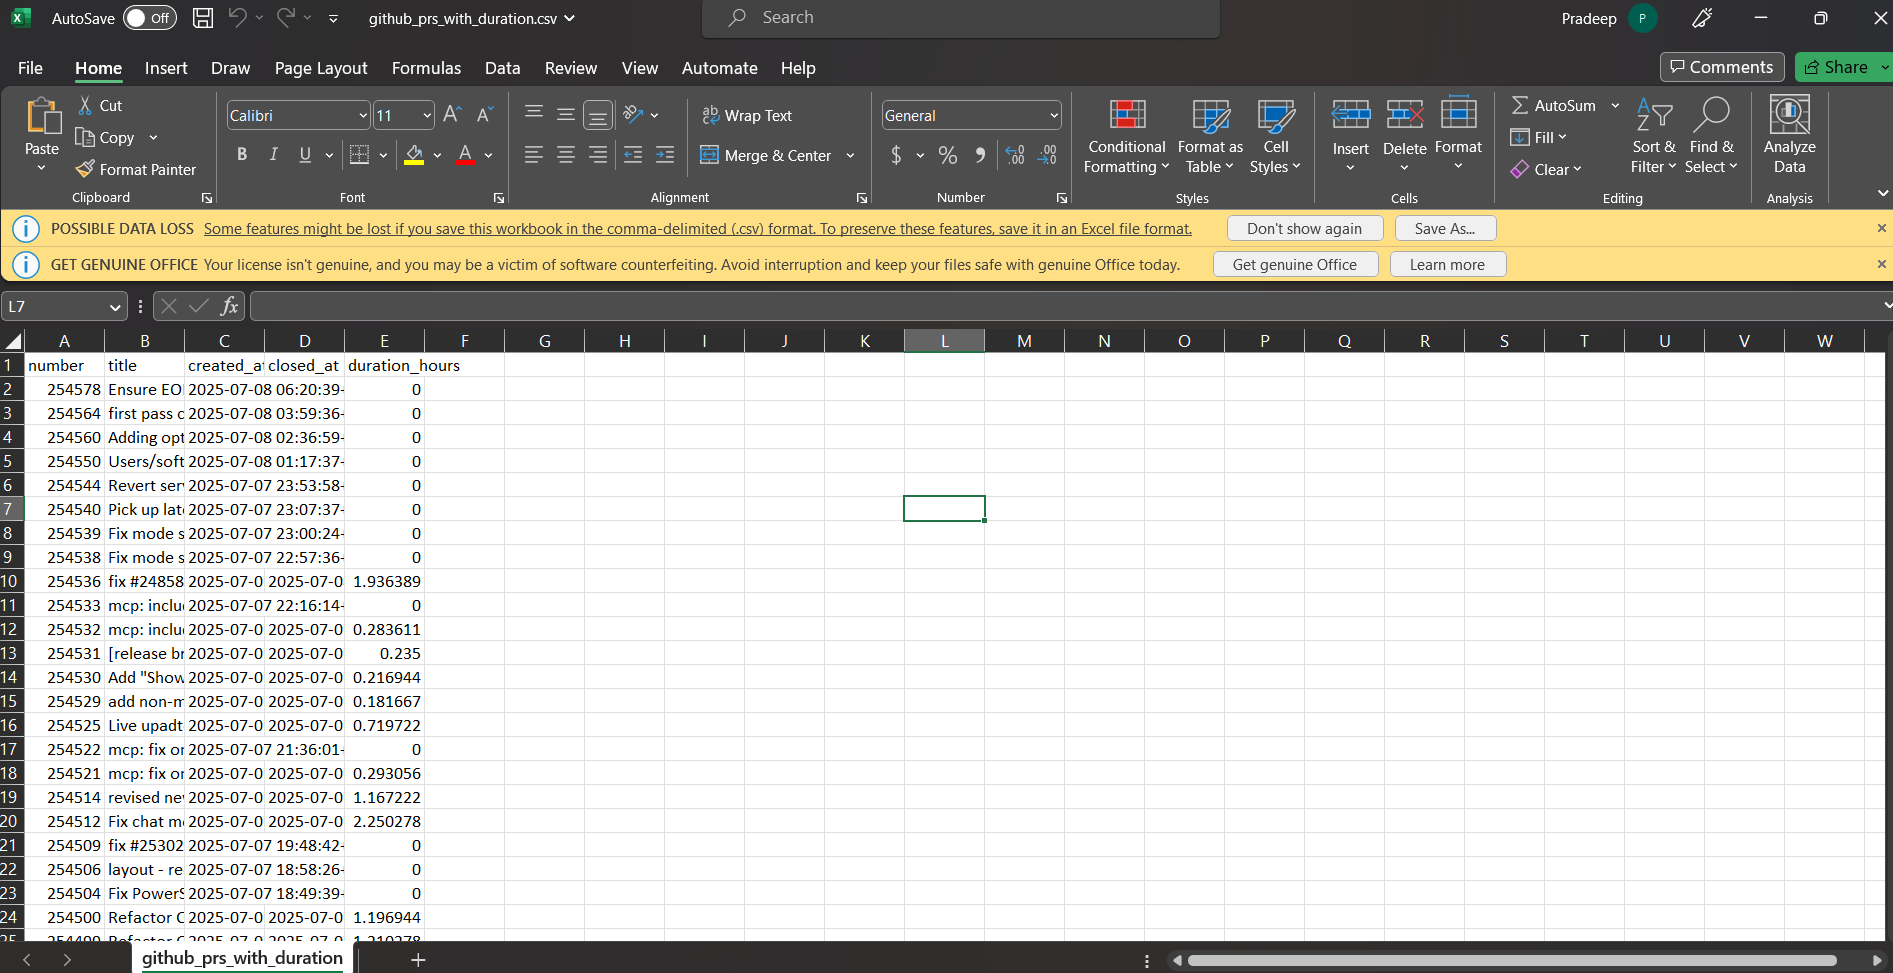 AutoSave Off github_prs_with_duration.csv Search Pradeep P
File Home Insert Draw Page Layout Formulas Data Review View Automate Help Comments Share
Paste Cut Copy Format Painter Clipboard
Calibri 11 B I U A Font
Wrap Text Merge & Center Alignment
General $ % Number
Conditional Formatting Format as Table Cell Styles Styles
Insert Delete Format Cells
AutoSum Fill Clear Sort & Filter Find & Select Editing
Analyze Data Analysis
POSSIBLE DATA LOSS Some features might be lost if you save this workbook in the comma-delimited (.csv) format. To preserve these features, save it in an Excel file format. Don't show again Save As...
GET GENUINE OFFICE Your license isn't genuine, and you may be a victim of software counterfeiting. Avoid interruption and keep your files safe with genuine Office today. Get genuine Office Learn more
L7 fx
A B C D E F G H I J K L M N O P Q R S T U V W
1 number title created_at closed_at duration_hours
2 254578 Ensure EO 2025-07-08 06:20:39- 0
3 254564 first pass c 2025-07-08 03:59:36- 0
4 254560 Adding opt 2025-07-08 02:36:59- 0
5 254550 Users/soft 2025-07-08 01:17:37- 0
6 254544 Revert ser 2025-07-07 23:53:58- 0
7 254540 Pick up lat 2025-07-07 23:07:37- 0
8 254539 Fix mode s 2025-07-07 23:00:24- 0
9 254538 Fix mode s 2025-07-07 22:57:36- 0
10 254536 fix #24858 2025-07-0 2025-07-0 1.936389
11 254533 mcp: inclu 2025-07-07 22:16:14- 0
12 254532 mcp: inclu 2025-07-0 2025-07-0 0.283611
13 254531 [release br 2025-07-0 2025-07-0 0.235
14 254530 Add "Show 2025-07-0 2025-07-0 0.216944
15 254529 add non-m 2025-07-0 2025-07-0 0.181667
16 254525 Live upadt 2025-07-0 2025-07-0 0.719722
17 254522 mcp: fix or 2025-07-07 21:36:01- 0
18 254521 mcp: fix or 2025-07-0 2025-07-0 0.293056
19 254514 revised ne 2025-07-0 2025-07-0 1.167222
20 254512 Fix chat m 2025-07-0 2025-07-0 2.250278
21 254509 fix #25302 2025-07-07 19:48:42- 0
22 254506 layout - re 2025-07-07 18:58:26- 0
23 254504 Fix PowerS 2025-07-07 18:49:39- 0
24 254500 Refactor C 2025-07-0 2025-07-0 1.196944
github_prs_with_duration